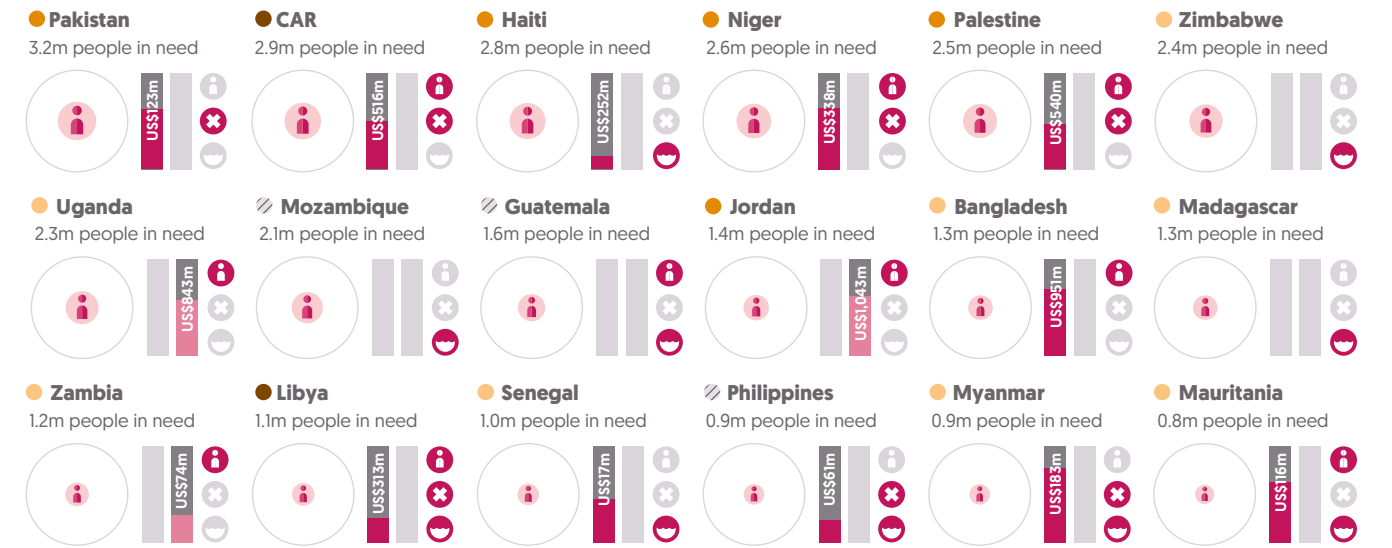 Pakistan
3.2m people in need
US$123m
CAR
2.9m people in need
US$516m
Haiti
2.8m people in need
US$252m
Niger
2.6m people in need
US$338m
Palestine
2.5m people in need
US$540m
Zimbabwe
2.4m people in need
Uganda
2.3m people in need
US$843m
Mozambique
2.1m people in need
Guatemala
1.6m people in need
Jordan
1.4m people in need
US$1,043m
Bangladesh
1.3m people in need
US$951m
Madagascar
1.3m people in need
Zambia
1.2m people in need
US$74m
Libya
1.1m people in need
US$313m
Senegal
1.0m people in need
US$17m
Philippines
0.9m people in need
US$61m
Myanmar
0.9m people in need
US$183m
Mauritania
0.8m people in need
US$116m